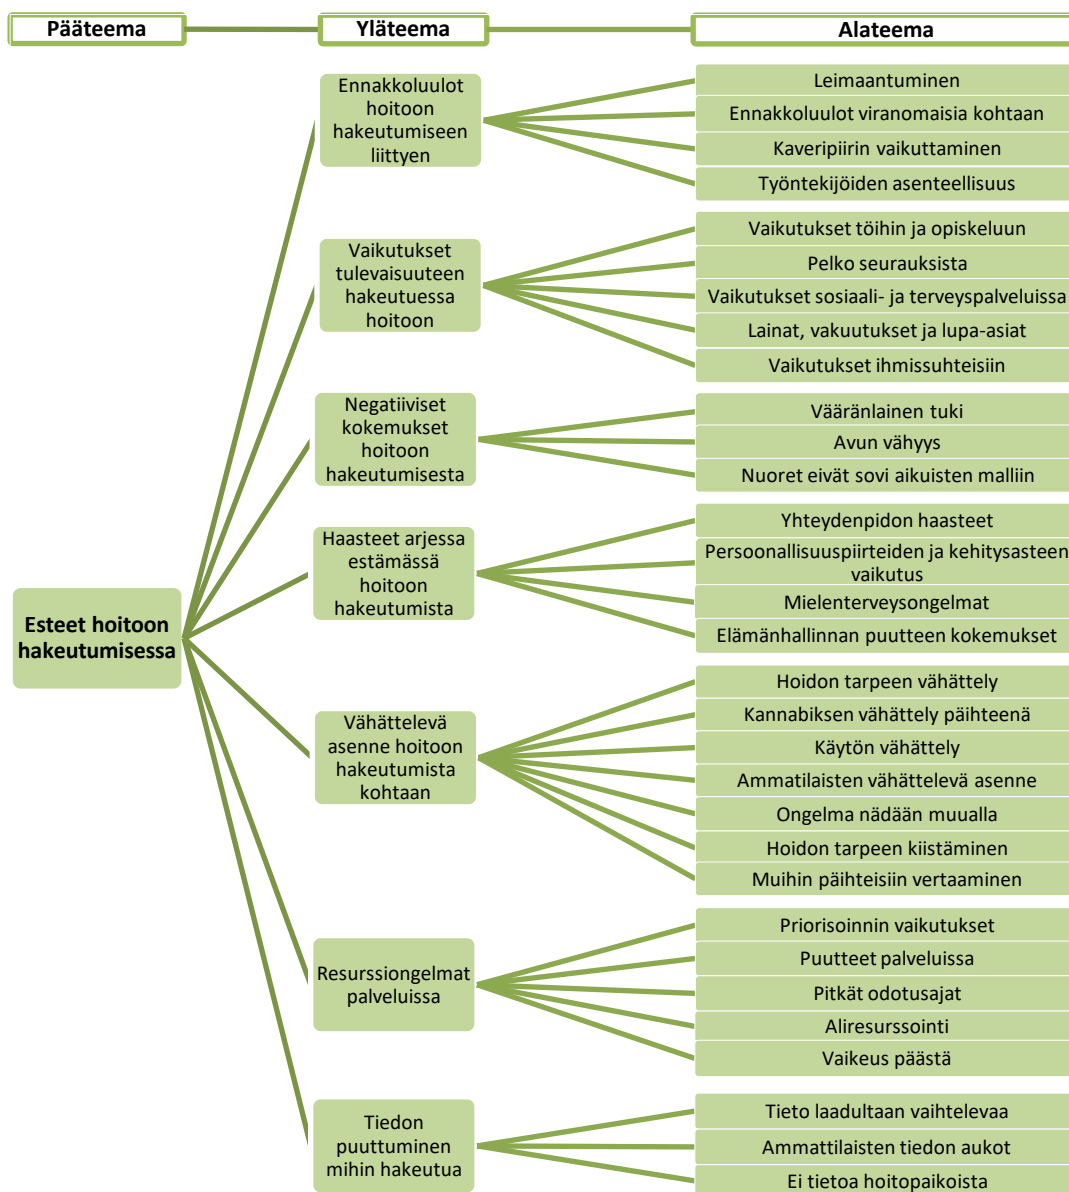 Pääteema
Yläteema
Alateema
Esteet hoitoon
hakeutumisessa
Ennakkoluulot
hoitoon
hakeutumiseen
liittyen
Leimaantuminen
Ennakkoluulot viranomaisia kohtaan
Kaveripiirin vaikuttaminen
Työntekijöiden asenteellisuus
Vaikutukset
tulevaisuuteen
hakeutuessa
hoitoon
Vaikutukset töihin ja opiskeluun
Pelko seurauksista
Vaikutukset sosiaali- ja terveyspalveluissa
Lainat, vakuutukset ja lupa-asiat
Vaikutukset ihmissuhteisiin
Negatiiviset
kokemukset
hoitoon
hakeutumisesta
Vääränlainen tuki
Avun vähyys
Nuoret eivät sovi aikuisten malliin
Haasteet arjessa
estämässä
hoitoon
hakeutumista
Yhteydenpidon haasteet
Persoonallisuuspiirteiden ja kehitysasteen
vaikutus
Mielenterveysongelmat
Elämänhallinnan puutteen kokemukset
Vähättelevä
asenne hoitoon
hakeutumista
kohtaan
Hoidon tarpeen vähättely
Kannabiksen vähättely päihteenä
Käytön vähättely
Ammatilaisten vähättelevä asenne
Ongelma nädään muualla
Hoidon tarpeen kiistäminen
Muihin päihteisiin vertaaminen
Resurssiongelmat
palveluissa
Priorisoinnin vaikutukset
Puutteet palveluissa
Pitkät odotusajat
Aliresurssointi
Vaikeus päästä
Tiedon
puuttuminen
mihin hakeutua
Tieto laadultaan vaihtelevaa
Ammattilaisten tiedon aukot
Ei tietoa hoitopaikoista